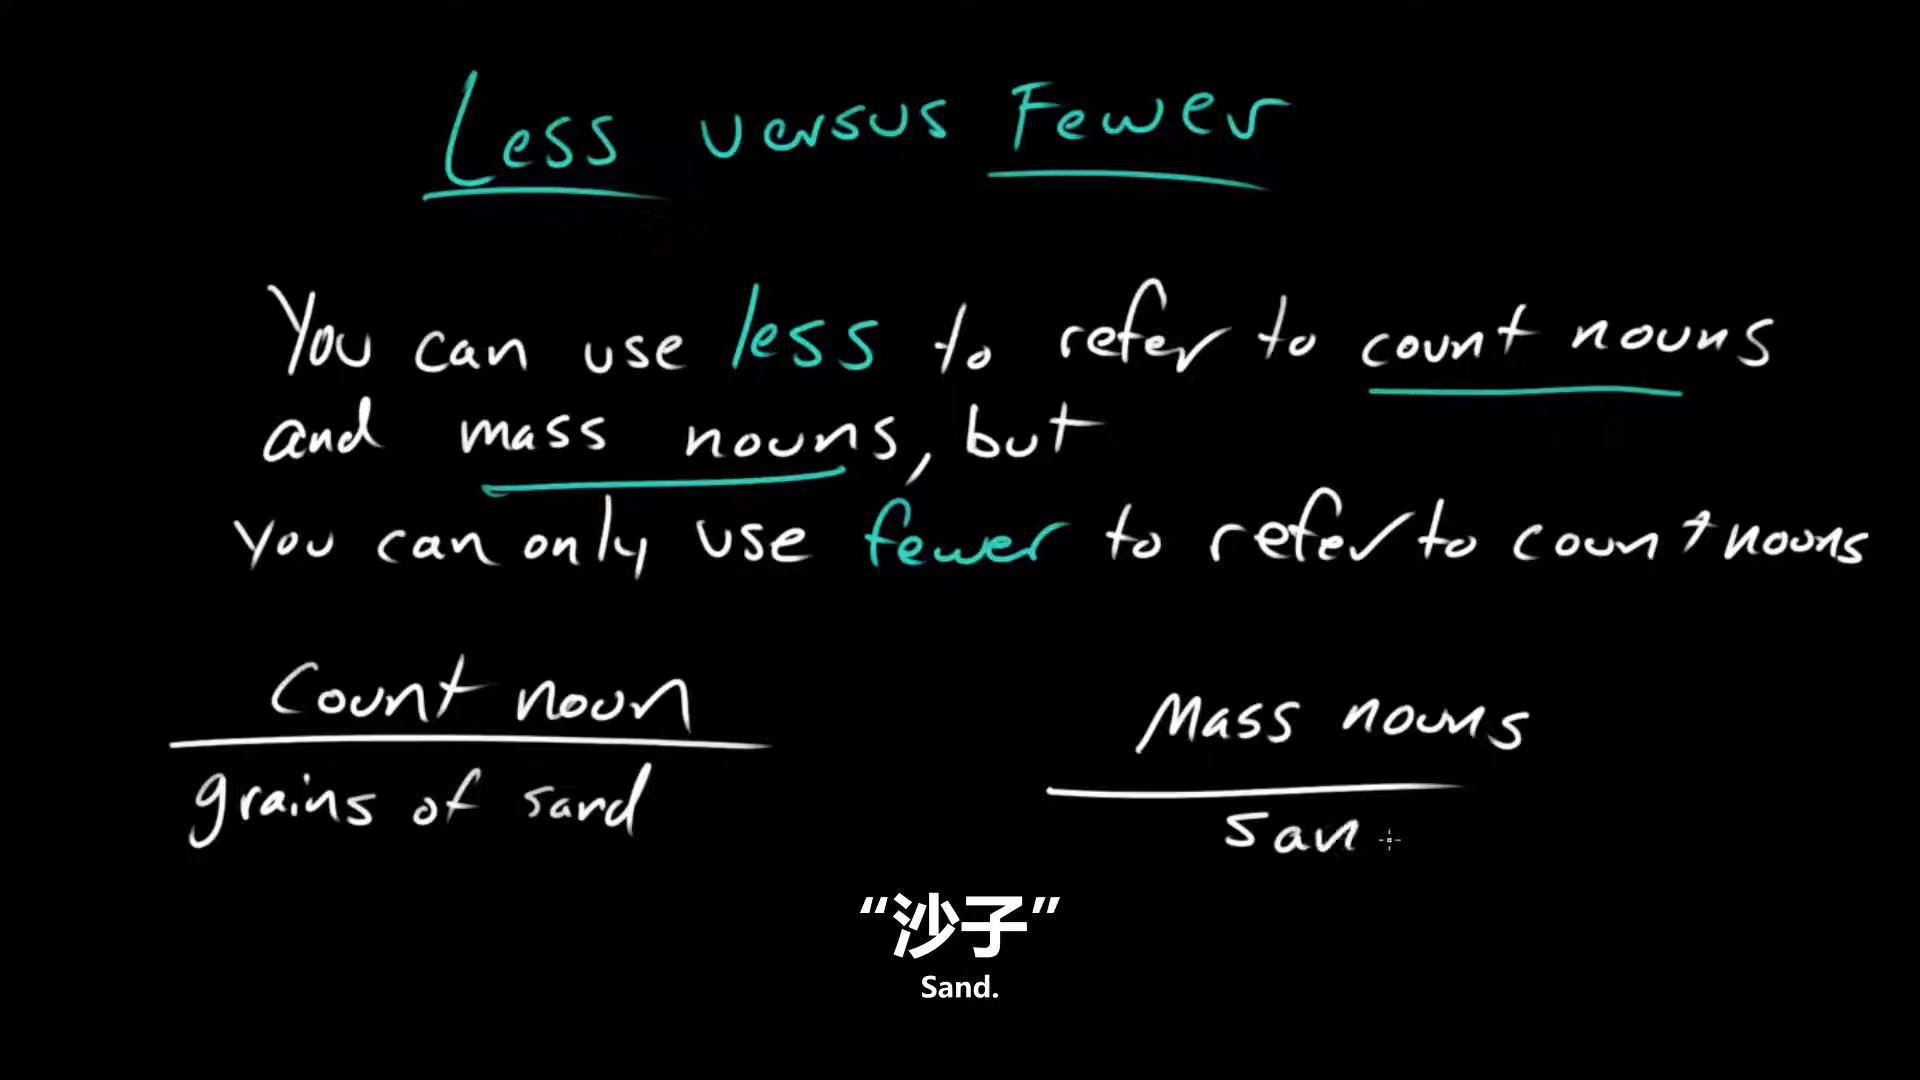 Less versus Fewer
You can use less to refer to count nouns
and mass nouns, but
you can only use fewer to refer to count nouns
Count noun
grains of sand
Mass nouns
san
“沙子”
Sand.